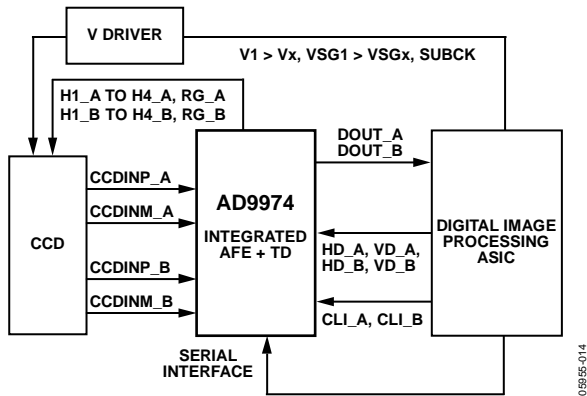 V DRIVER
V1 > Vx, VSG1 > VSGx, SUBCK
H1_A TO H4_A, RG_A
H1_B TO H4_B, RG_B
DOUT_A
DOUT_B
CCDINP_A
CCDINM_A
CCD
CCDINP_B
CCDINM_B
AD9974
INTEGRATED
AFE + TD
HD_A, VD_A,
HD_B, VD_B
CLI_A, CLI_B
DIGITAL IMAGE
PROCESSING
ASIC
SERIAL
INTERFACE
05955-014